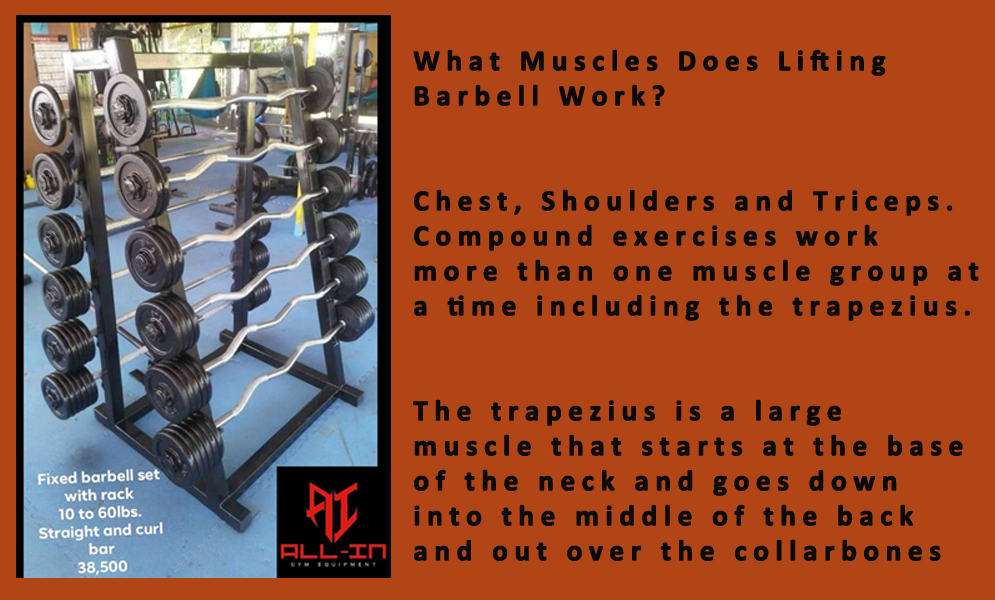 What Muscles Does Lifting
Barbell Work?
Chest, Shoulders and Triceps.
Compound exercises work
more than one muscle group at
a time including the trapezius.
The trapezius is a large
muscle that starts at the base
of the neck and goes down
into the middle of the back
and out over the collarbones
Fixed barbell set
with rack
10 to 60lbs.
Straight and curl
bar
38,500
AI
ALL-IN
GYM EQUIPMENT